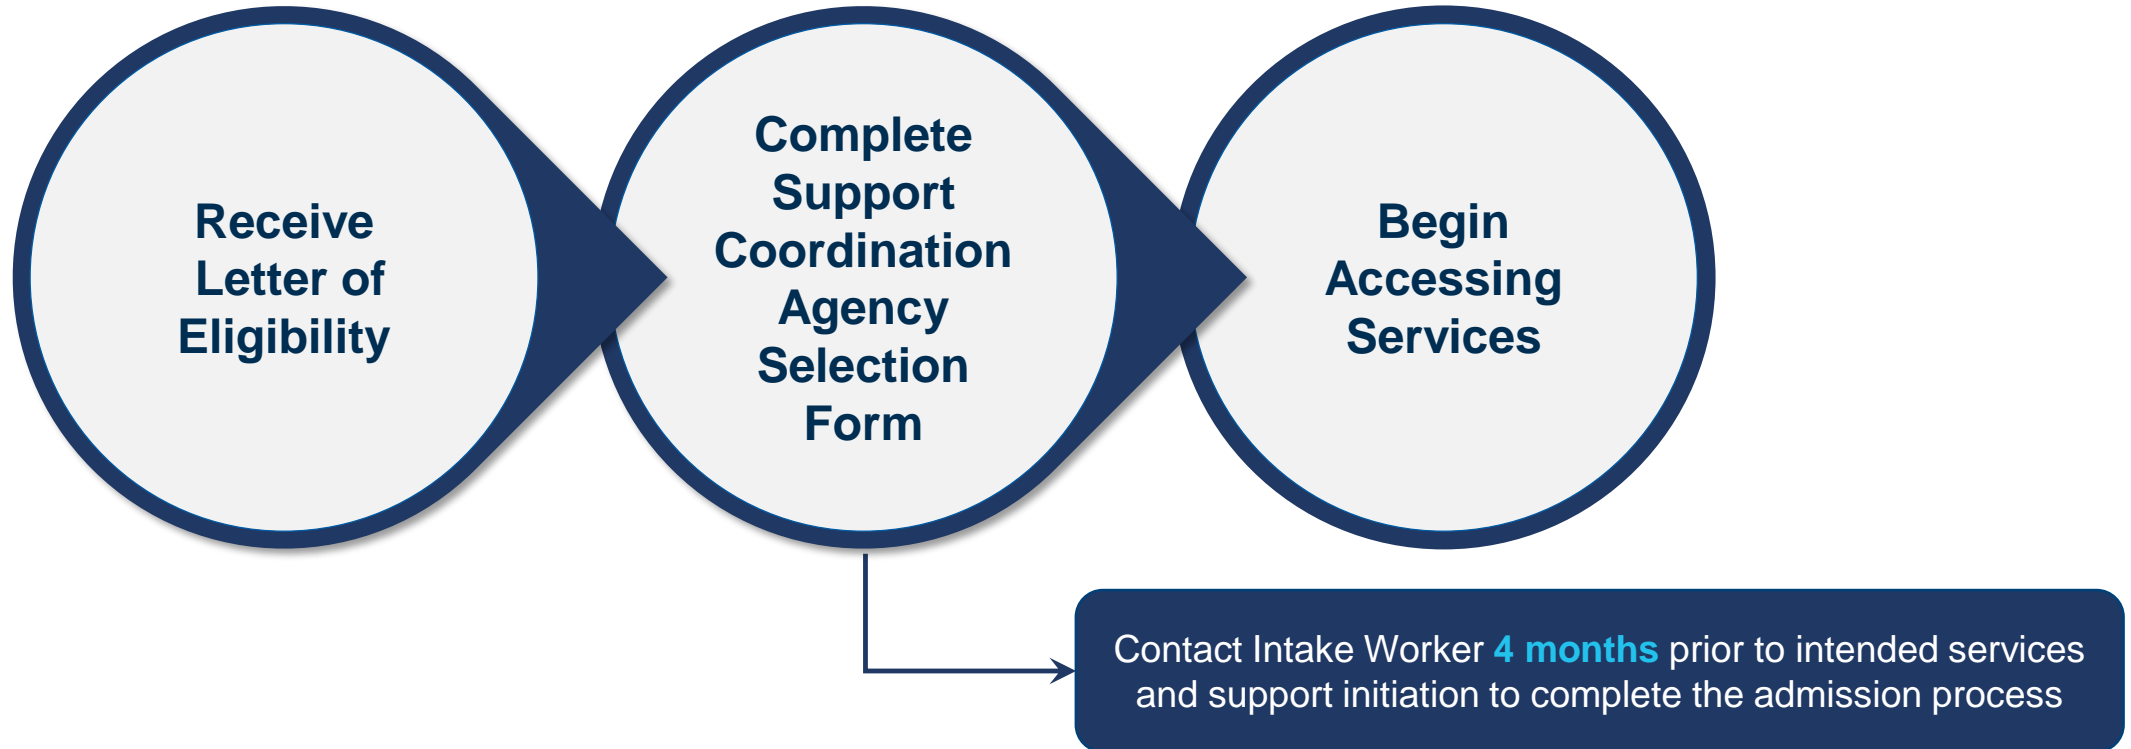 Receive
Letter of
Eligibility
Complete
Support
Coordination
Agency
Selection
Form
Begin
Accessing
Services
Contact Intake Worker 4 months prior to intended services
and support initiation to complete the admission process